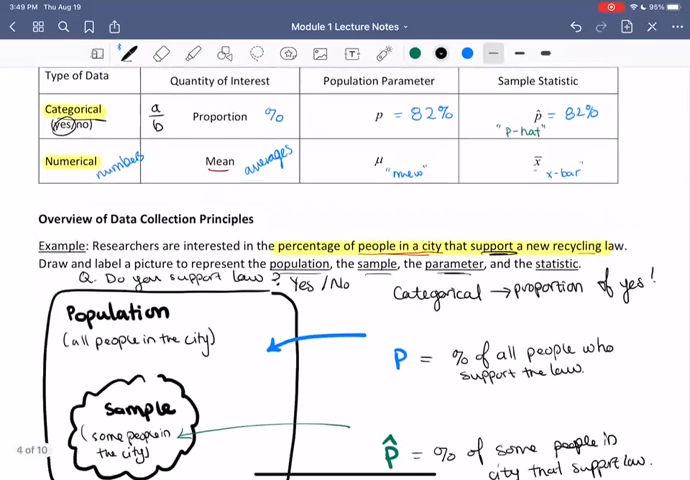 3:49 PM Thu Aug 19
95%
Module 1 Lecture Notes
Type of Data Quantity of Interest Population Parameter Sample Statistic
Categorical (yes/no) a/b Proportion % p = 82% p̂ = 82% "p-hat"
Numerical numbers Mean averages μ "mew" x̄ "x-bar"
Overview of Data Collection Principles
Example: Researchers are interested in the percentage of people in a city that support a new recycling law.
Draw and label a picture to represent the population, the sample, the parameter, and the statistic.
Q. Do you support law? Yes / No
Categorical → proportion of yes!
Population
(all people in the city)
P = % of all people who
support the law.
Sample
(some people in
the city)
4 of 10
P̂ = % of some people in
city that support law.